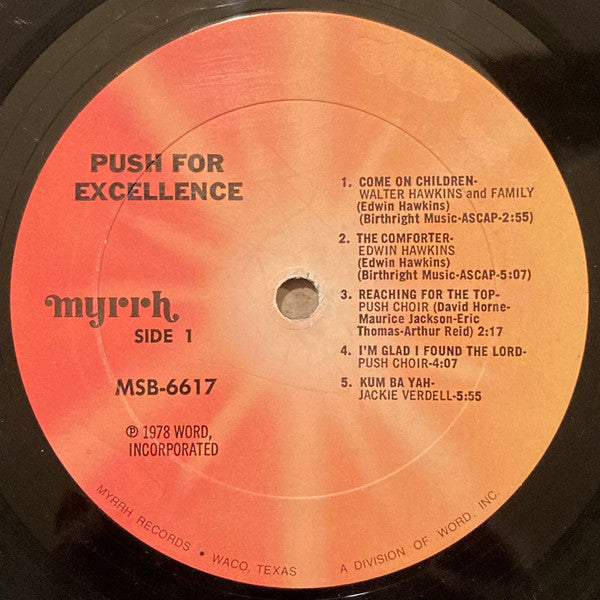 PUSH FOR
EXCELLENCE
myrrh
SIDE 1
MSB-6617
℗ 1978 WORD,
INCORPORATED
1. COME ON CHILDREN-
WALTER HAWKINS and FAMILY
(Edwin Hawkins)
(Birthright Music-ASCAP-2:55)
2. THE COMFORTER-
EDWIN HAWKINS
(Edwin Hawkins)
(Birthright Music-ASCAP-5:07)
3. REACHING FOR THE TOP-
PUSH CHOIR (David Horne-
Maurice Jackson-Eric
Thomas-Arthur Reid) 2:17
4. I'M GLAD I FOUND THE LORD-
PUSH CHOIR-4:07
5. KUM BA YAH-
JACKIE VERDELL-5:55
MYRRH RECORDS • WACO, TEXAS A DIVISION OF WORD, INC.